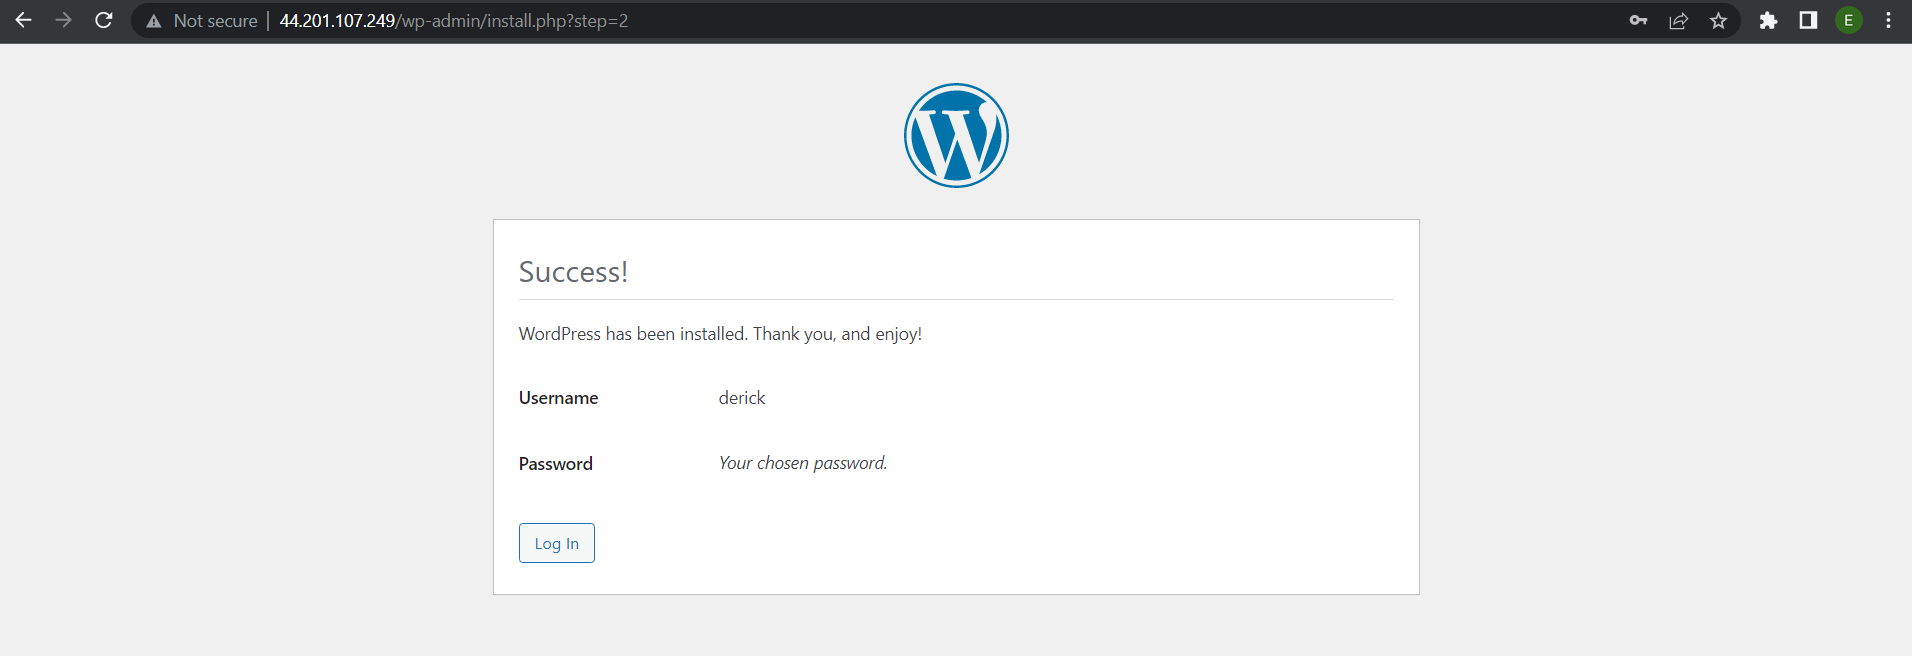 Not secure | 44.201.107.249/wp-admin/install.php?step=2
E
W
Success!
WordPress has been installed. Thank you, and enjoy!
Username derick
Password Your chosen password.
Log In